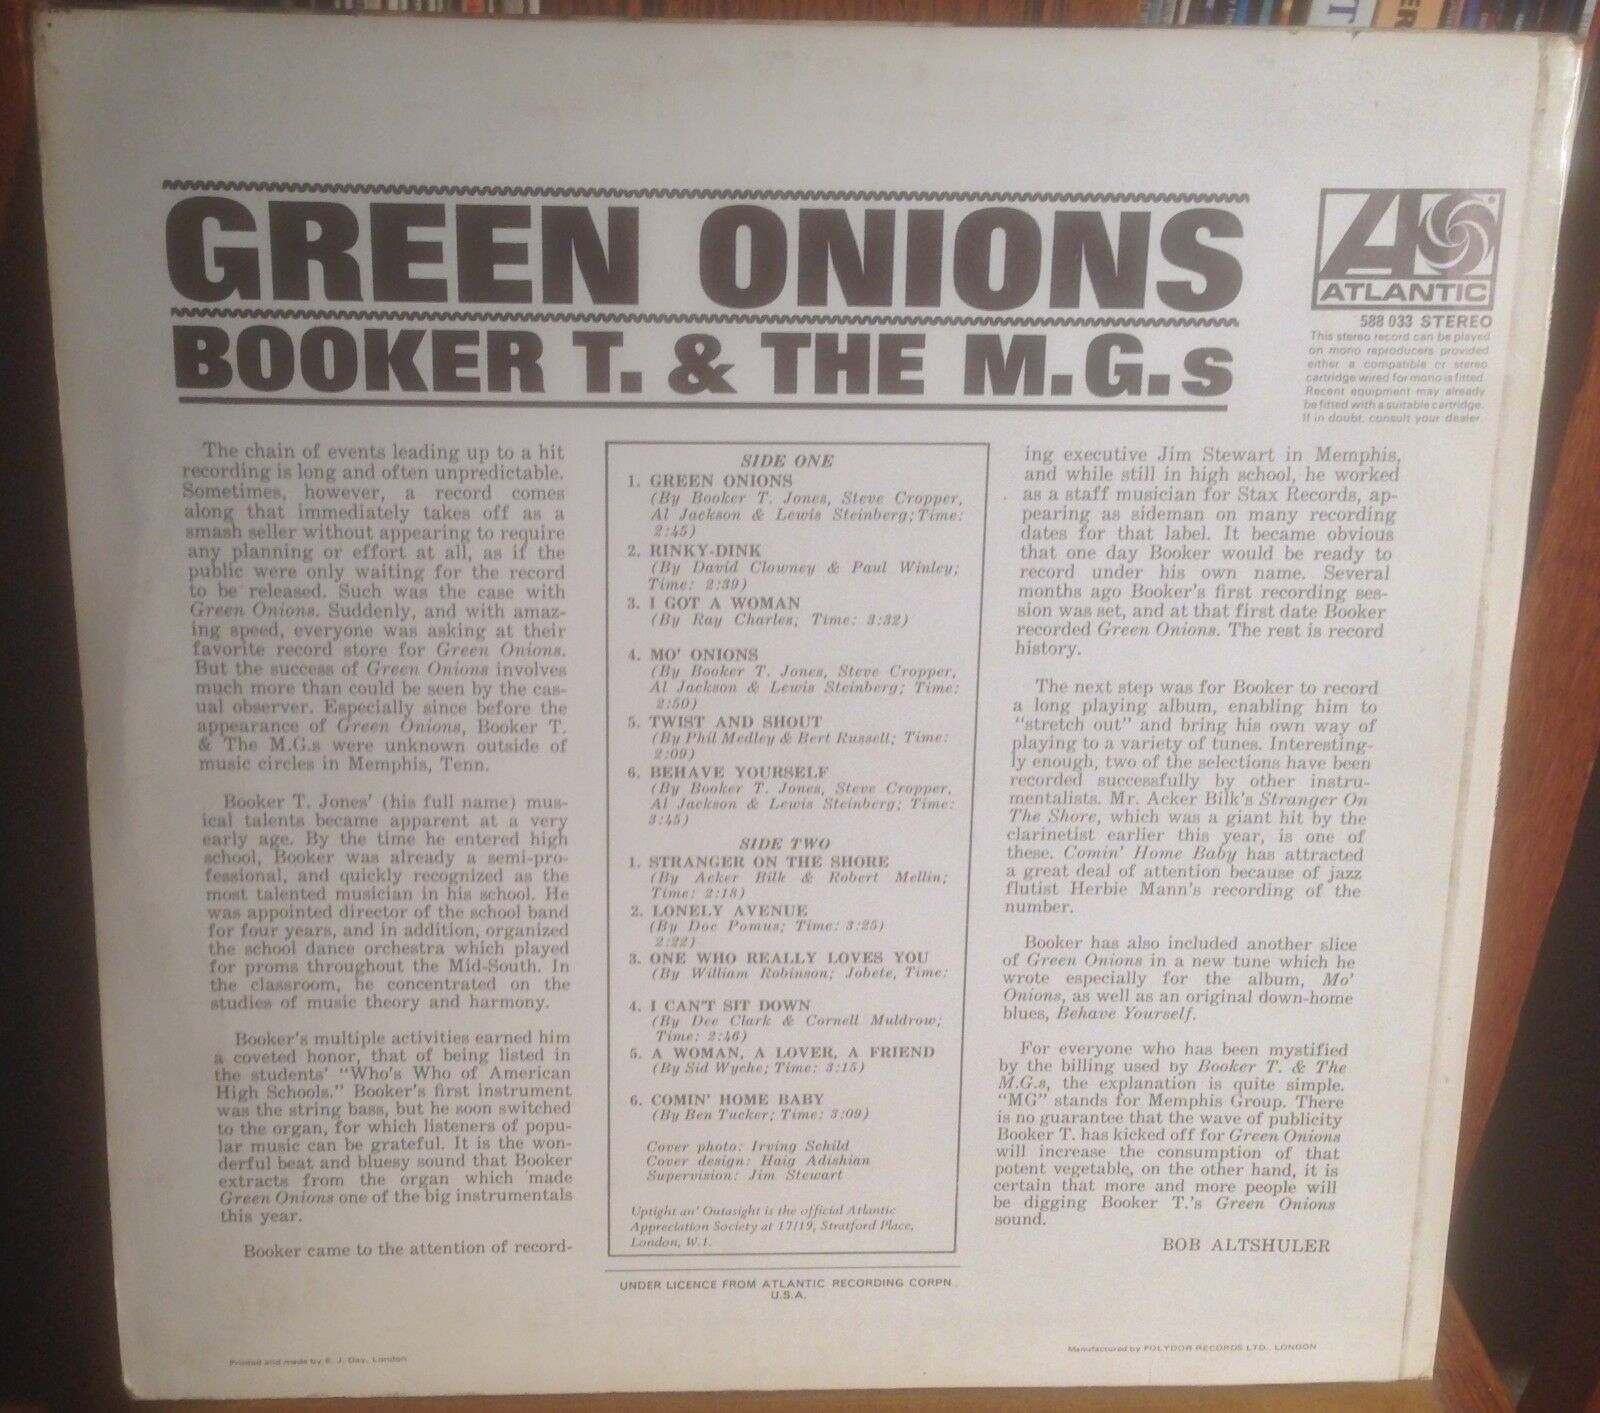 GREEN ONIONS
BOOKER T. & THE M.G.s
ATLANTIC
588 033 STEREO
This stereo record can be played
on mono reproducers provided
either a compatible or stereo
cartridge wired for mono is fitted.
Recent equipment may already
be fitted with a suitable cartridge.
If in doubt, consult your dealer.
The chain of events leading up to a hit
recording is long and often unpredictable.
Sometimes, however, a record comes
along that immediately takes off as a
smash seller without appearing to require
any planning or effort at all, as if the
public were only waiting for the record
to be released. Such was the case with
Green Onions. Suddenly, and with amaz-
ing speed, everyone was asking at their
favorite record store for Green Onions.
But the success of Green Onions involves
much more than could be seen by the cas-
ual observer. Especially since before the
appearance of Green Onions, Booker T.
& The M.G.s were unknown outside of
music circles in Memphis, Tenn.
Booker T. Jones' (his full name) mus-
ical talents became apparent at a very
early age. By the time he entered high
school, Booker was already a semi-pro-
fessional, and quickly recognized as the
most talented musician in his school. He
was appointed director of the school band
for four years, and in addition, organized
the school dance orchestra which played
for proms throughout the Mid-South. In
the classroom, he concentrated on the
studies of music theory and harmony.
Booker's multiple activities earned him
a coveted honor, that of being listed in
the students' "Who's Who of American
High Schools." Booker's first instrument
was the string bass, but he soon switched
to the organ, for which listeners of popu-
lar music can be grateful. It is the won-
derful beat and bluesy sound that Booker
extracts from the organ which made
Green Onions one of the big instrumentals
this year.
Booker came to the attention of record-
SIDE ONE
1. GREEN ONIONS
(By Booker T. Jones, Steve Cropper,
Al Jackson & Lewis Steinberg; Time:
2:45)
2. RINKY-DINK
(By David Clowney & Paul Winley;
Time: 2:39)
3. I GOT A WOMAN
(By Ray Charles; Time: 3:32)
4. MO' ONIONS
(By Booker T. Jones, Steve Cropper,
Al Jackson & Lewis Steinberg; Time:
2:50)
5. TWIST AND SHOUT
(By Phil Medley & Bert Russell; Time:
2:09)
6. BEHAVE YOURSELF
(By Booker T. Jones, Steve Cropper,
Al Jackson & Lewis Steinberg; Time:
3:45)
SIDE TWO
1. STRANGER ON THE SHORE
(By Acker Bilk & Robert Mellin;
Time: 2:18)
2. LONELY AVENUE
(By Doc Pomus; Time: 3:25)
2:22)
3. ONE WHO REALLY LOVES YOU
(By William Robinson; Jobete, Time:
4. I CAN'T SIT DOWN
(By Dee Clark & Cornell Muldrow;
Time: 2:46)
5. A WOMAN, A LOVER, A FRIEND
(By Sid Wyche; Time: 3:15)
6. COMIN' HOME BABY
(By Ben Tucker; Time: 3:09)
Cover photo: Irving Schild
Cover design: Haig Adishian
Supervision: Jim Stewart
Uptight an' Outasight is the official Atlantic
Appreciation Society at 17/19, Stratford Place,
London, W.1.
UNDER LICENCE FROM ATLANTIC RECORDING CORPN.
U.S.A.
ing executive Jim Stewart in Memphis,
and while still in high school, he worked
as a staff musician for Stax Records, ap-
pearing as sideman on many recording
dates for that label. It became obvious
that one day Booker would be ready to
record under his own name. Several
months ago Booker's first recording ses-
sion was set, and at that first date Booker
recorded Green Onions. The rest is record
history.
The next step was for Booker to record
a long playing album, enabling him to
"stretch out" and bring his own way of
playing to a variety of tunes. Interesting-
ly enough, two of the selections have been
recorded successfully by other instru-
mentalists. Mr. Acker Bilk's Stranger On
The Shore, which was a giant hit by the
clarinetist earlier this year, is one of
these. Comin' Home Baby has attracted
a great deal of attention because of jazz
flutist Herbie Mann's recording of the
number.
Booker has also included another slice
of Green Onions in a new tune which he
wrote especially for the album, Mo'
Onions, as well as an original down-home
blues, Behave Yourself.
For everyone who has been mystified
by the billing used by Booker T. & The
M.G.s, the explanation is quite simple.
"MG" stands for Memphis Group. There
is no guarantee that the wave of publicity
Booker T. has kicked off for Green Onions
will increase the consumption of that
potent vegetable, on the other hand, it is
certain that more and more people will
be digging Booker T.'s Green Onions
sound.
BOB ALTSHULER
Printed and made by E. J. Day, London
Manufactured by POLYDOR RECORDS LTD., LONDON